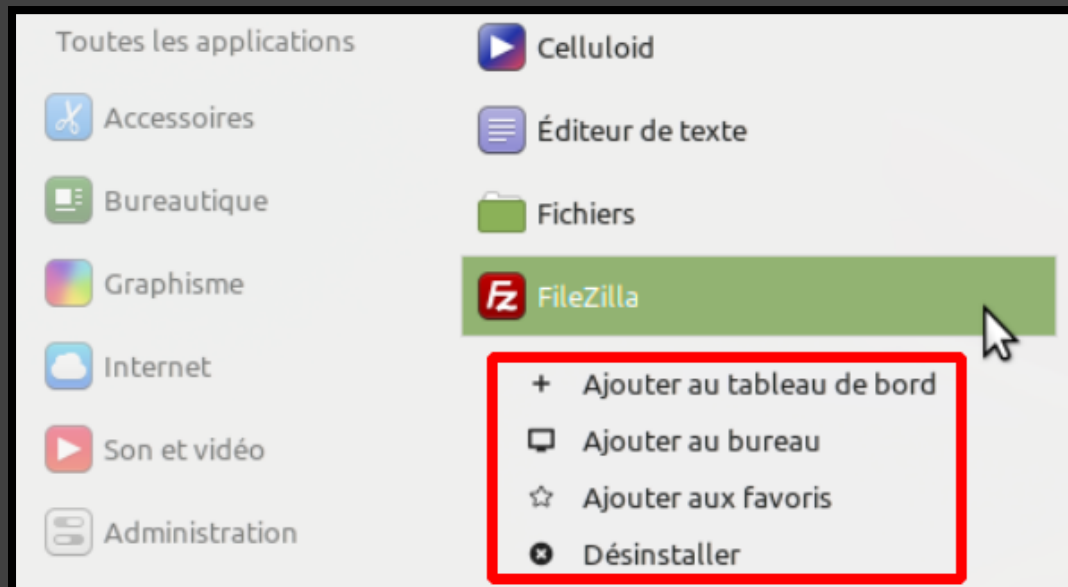 Toutes les applications
Accessoires
Bureautique
Graphisme
Internet
Son et vidéo
Administration
Celluloid
Éditeur de texte
Fichiers
FileZilla
Ajouter au tableau de bord
Ajouter au bureau
Ajouter aux favoris
Désinstaller